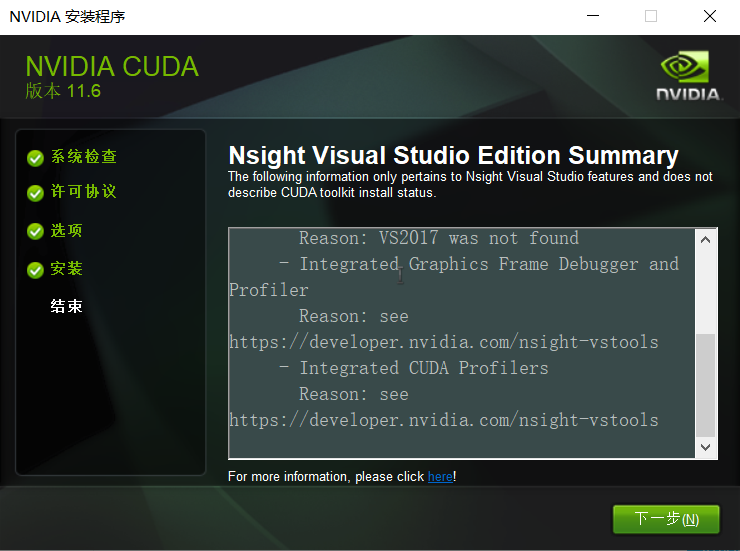 NVIDIA 安装程序
NVIDIA CUDA
版本 11.6
nVIDIA.
系统检查
许可协议
选项
安装
结束
Nsight Visual Studio Edition Summary
The following information only pertains to Nsight Visual Studio features and does not
describe CUDA toolkit install status.
Reason: VS2017 was not found
- Integrated Graphics Frame Debugger and
Profiler
Reason: see
https://developer.nvidia.com/nsight-vstools
- Integrated CUDA Profilers
Reason: see
https://developer.nvidia.com/nsight-vstools
For more information, please click here!
下一步(N)